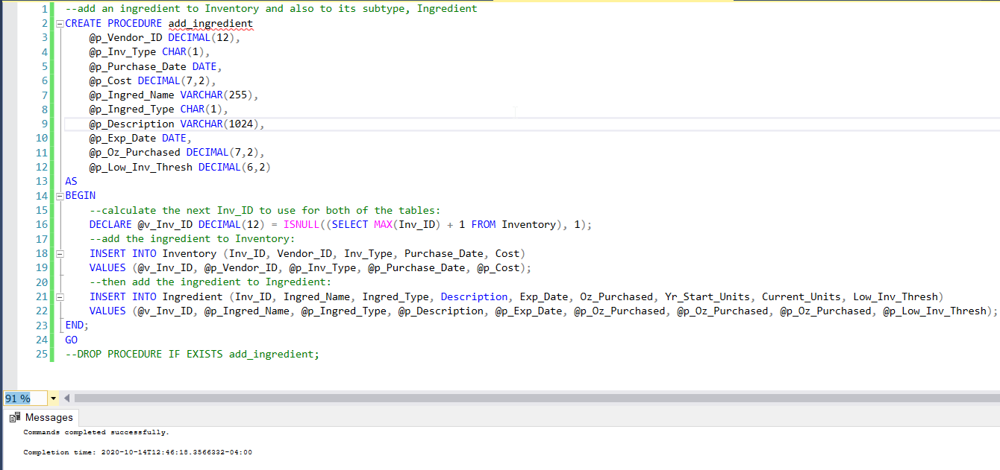 1 --add an ingredient to Inventory and also to its subtype, Ingredient
2 CREATE PROCEDURE add_ingredient
3 @p_Vendor_ID DECIMAL(12),
4 @p_Inv_Type CHAR(1),
5 @p_Purchase_Date DATE,
6 @p_Cost DECIMAL(7,2),
7 @p_Ingred_Name VARCHAR(255),
8 @p_Ingred_Type CHAR(1),
9 @p_Description VARCHAR(1024),
10 @p_Exp_Date DATE,
11 @p_Oz_Purchased DECIMAL(7,2),
12 @p_Low_Inv_Thresh DECIMAL(6,2)
13 AS
14 BEGIN
15 --calculate the next Inv_ID to use for both of the tables:
16 DECLARE @v_Inv_ID DECIMAL(12) = ISNULL((SELECT MAX(Inv_ID) + 1 FROM Inventory), 1);
17 --add the ingredient to Inventory:
18 INSERT INTO Inventory (Inv_ID, Vendor_ID, Inv_Type, Purchase_Date, Cost)
19 VALUES (@v_Inv_ID, @p_Vendor_ID, @p_Inv_Type, @p_Purchase_Date, @p_Cost);
20 --then add the ingredient to Ingredient:
21 INSERT INTO Ingredient (Inv_ID, Ingred_Name, Ingred_Type, Description, Exp_Date, Oz_Purchased, Yr_Start_Units, Current_Units, Low_Inv_Thresh)
22 VALUES (@v_Inv_ID, @p_Ingred_Name, @p_Ingred_Type, @p_Description, @p_Exp_Date, @p_Oz_Purchased, @p_Oz_Purchased, @p_Oz_Purchased, @p_Low_Inv_Thresh);
23 END;
24 GO
25 --DROP PROCEDURE IF EXISTS add_ingredient;
91 %
Messages
Commands completed successfully.
Completion time: 2020-10-14T12:46:18.3566332-04:00